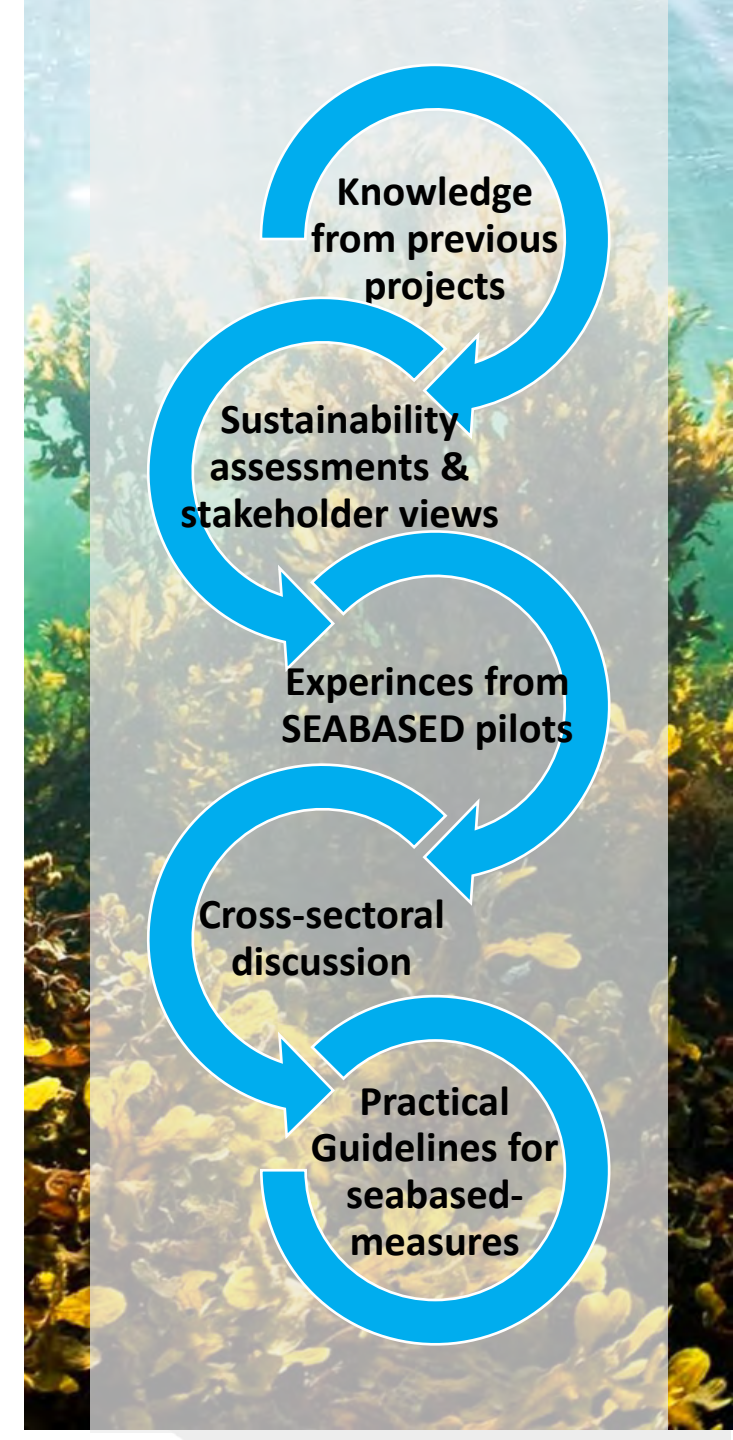 Knowledge
from previous
projects
Sustainability
assessments &
stakeholder views
Experinces from
SEABASED pilots
Cross-sectoral
discussion
Practical
Guidelines for
seabased-
measures